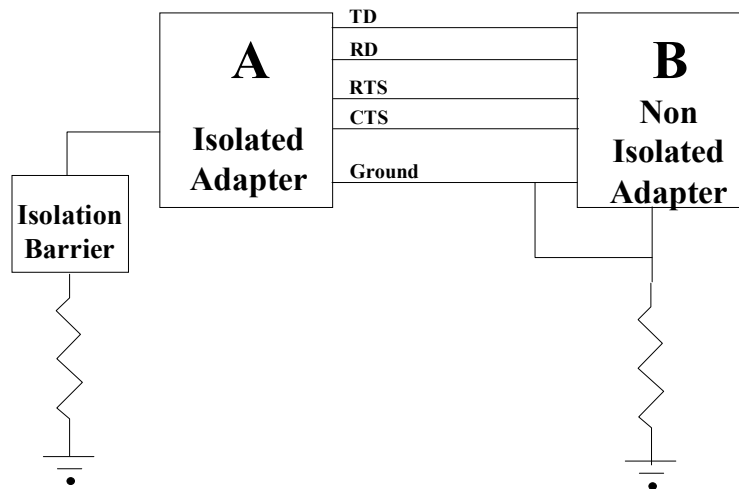 TD
A
RD
B
RTS
CTS
Isolated
Adapter
Non
Isolated
Adapter
Ground
Isolation
Barrier